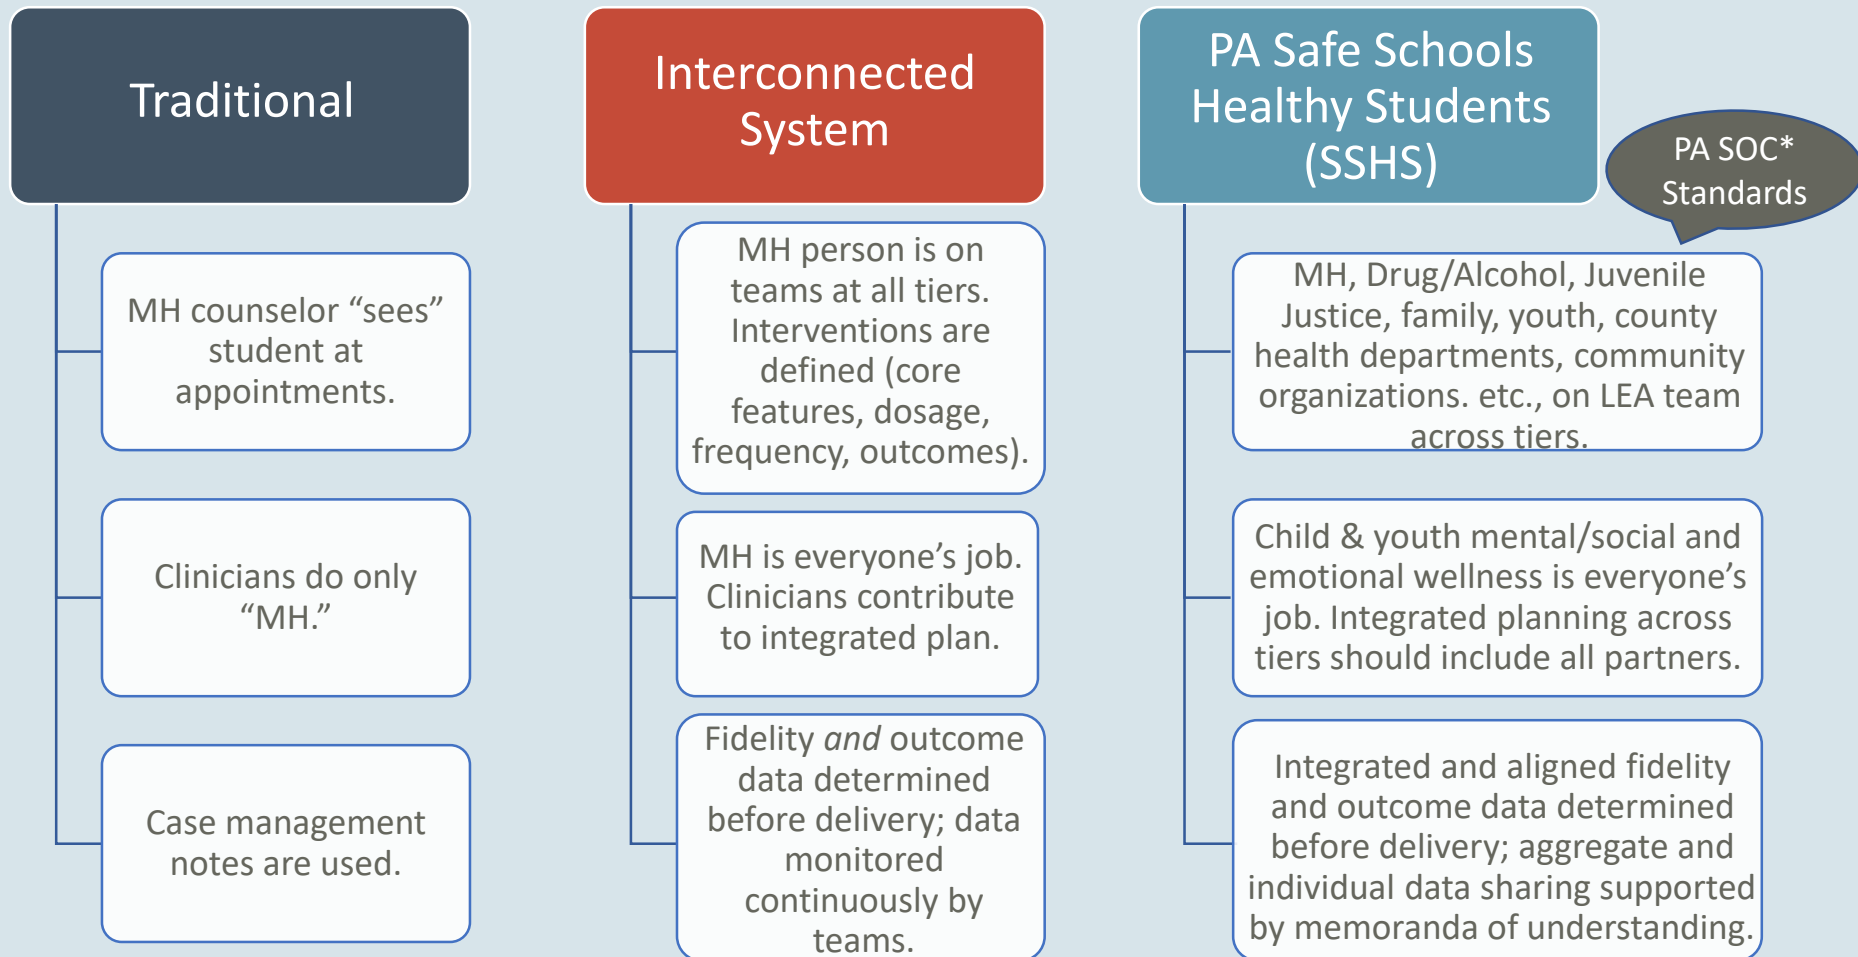 Traditional
MH counselor “sees”
student at
appointments.
Clinicians do only
“MH.”
Case management
notes are used.
Interconnected
System
MH person is on
teams at all tiers.
Interventions are
defined (core
features, dosage,
frequency, outcomes).
MH is everyone’s job.
Clinicians contribute
to integrated plan.
Fidelity and outcome
data determined
before delivery; data
monitored
continuously by
teams.
PA Safe Schools
Healthy Students
(SSHS)
PA SOC*
Standards
MH, Drug/Alcohol, Juvenile
Justice, family, youth, county
health departments, community
organizations. etc., on LEA team
across tiers.
Child & youth mental/social and
emotional wellness is everyone’s
job. Integrated planning across
tiers should include all partners.
Integrated and aligned fidelity
and outcome data determined
before delivery; aggregate and
individual data sharing supported
by memoranda of understanding.